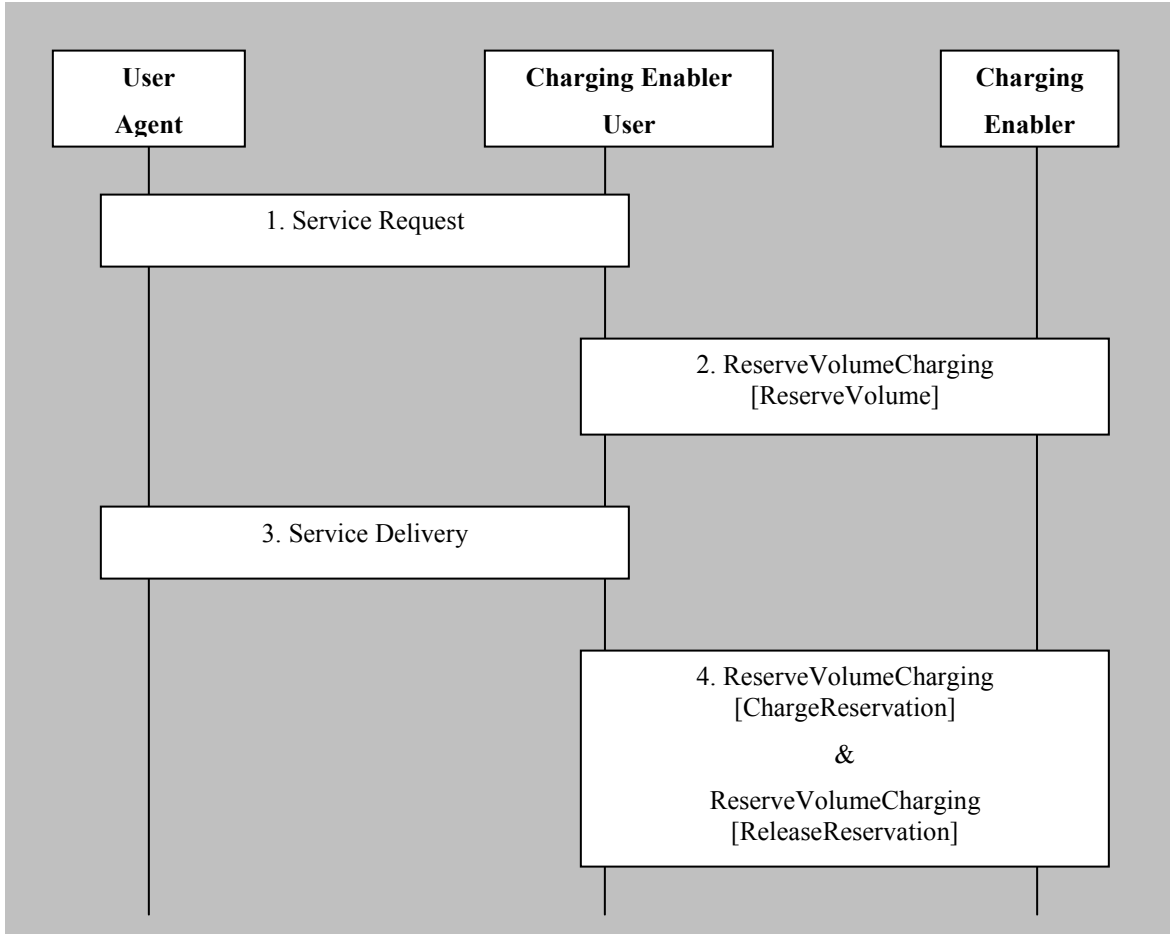 User
Agent
Charging Enabler
User
Charging
Enabler
1. Service Request
2. ReserveVolumeCharging
[ReserveVolume]
3. Service Delivery
4. ReserveVolumeCharging
[ChargeReservation]
&
ReserveVolumeCharging
[ReleaseReservation]